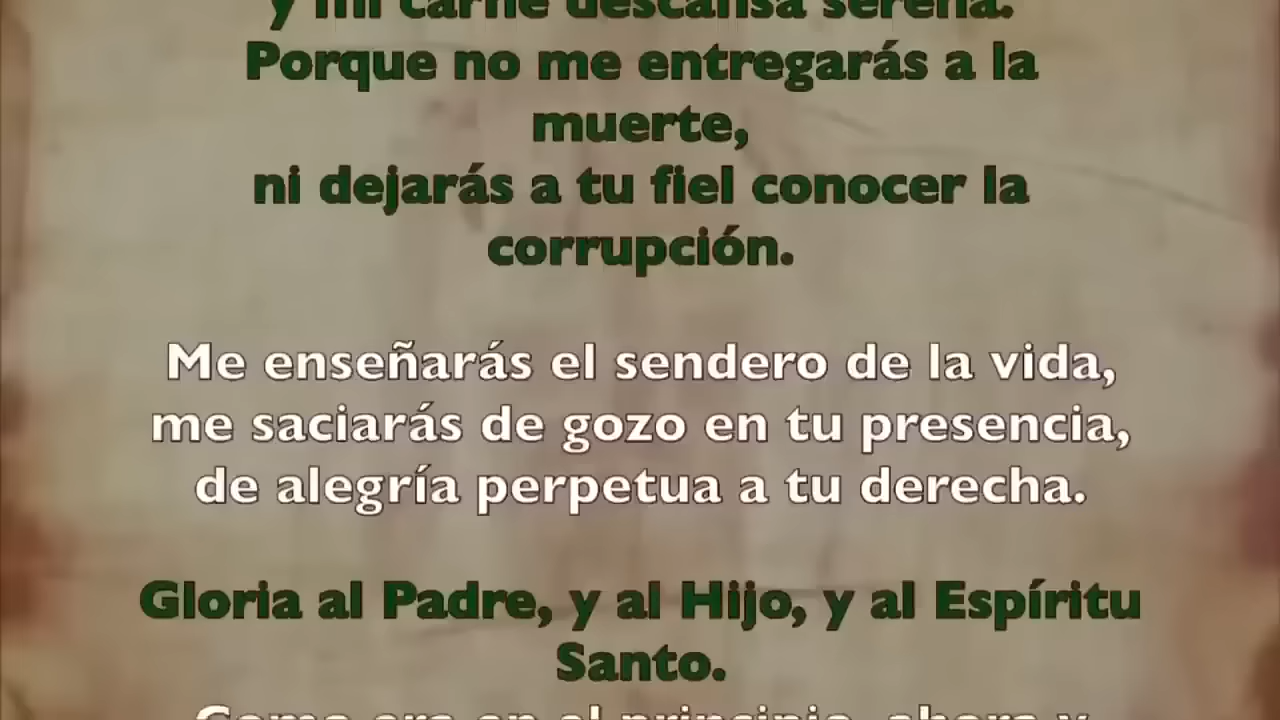 y mi carne descansa serena.
Porque no me entregarás a la
muerte,
ni dejarás a tu fiel conocer la
corrupción.
Me enseñarás el sendero de la vida,
me saciarás de gozo en tu presencia,
de alegría perpetua a tu derecha.
Gloria al Padre, y al Hijo, y al Espíritu
Santo.
Como era en el principio, ahora y